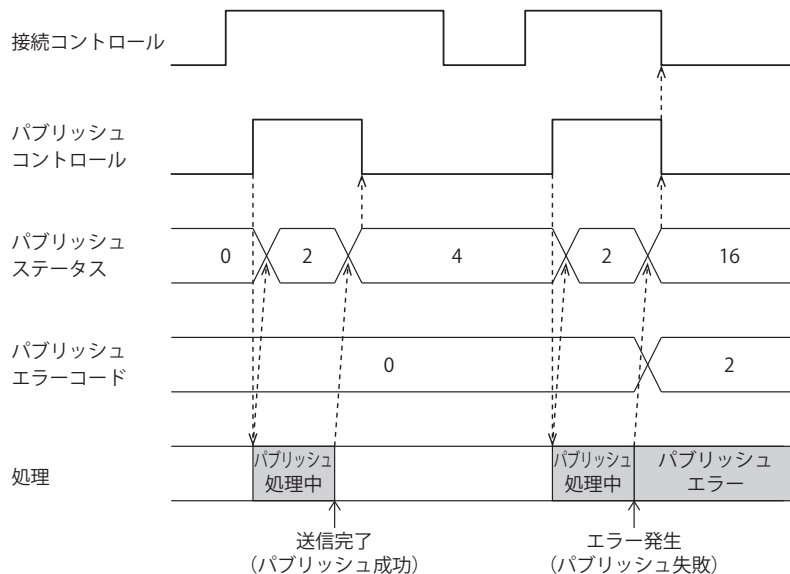 接続コントロール
パブリッシュ
コントロール
パブリッシュ
ステータス
0
2
4
2
16
パブリッシュ
エラーコード
0
2
処理
パブリッシュ
処理中
パブリッシュ
処理中
パブリッシュ
エラー
送信完了
（パブリッシュ成功）
エラー発生
（パブリッシュ失敗）